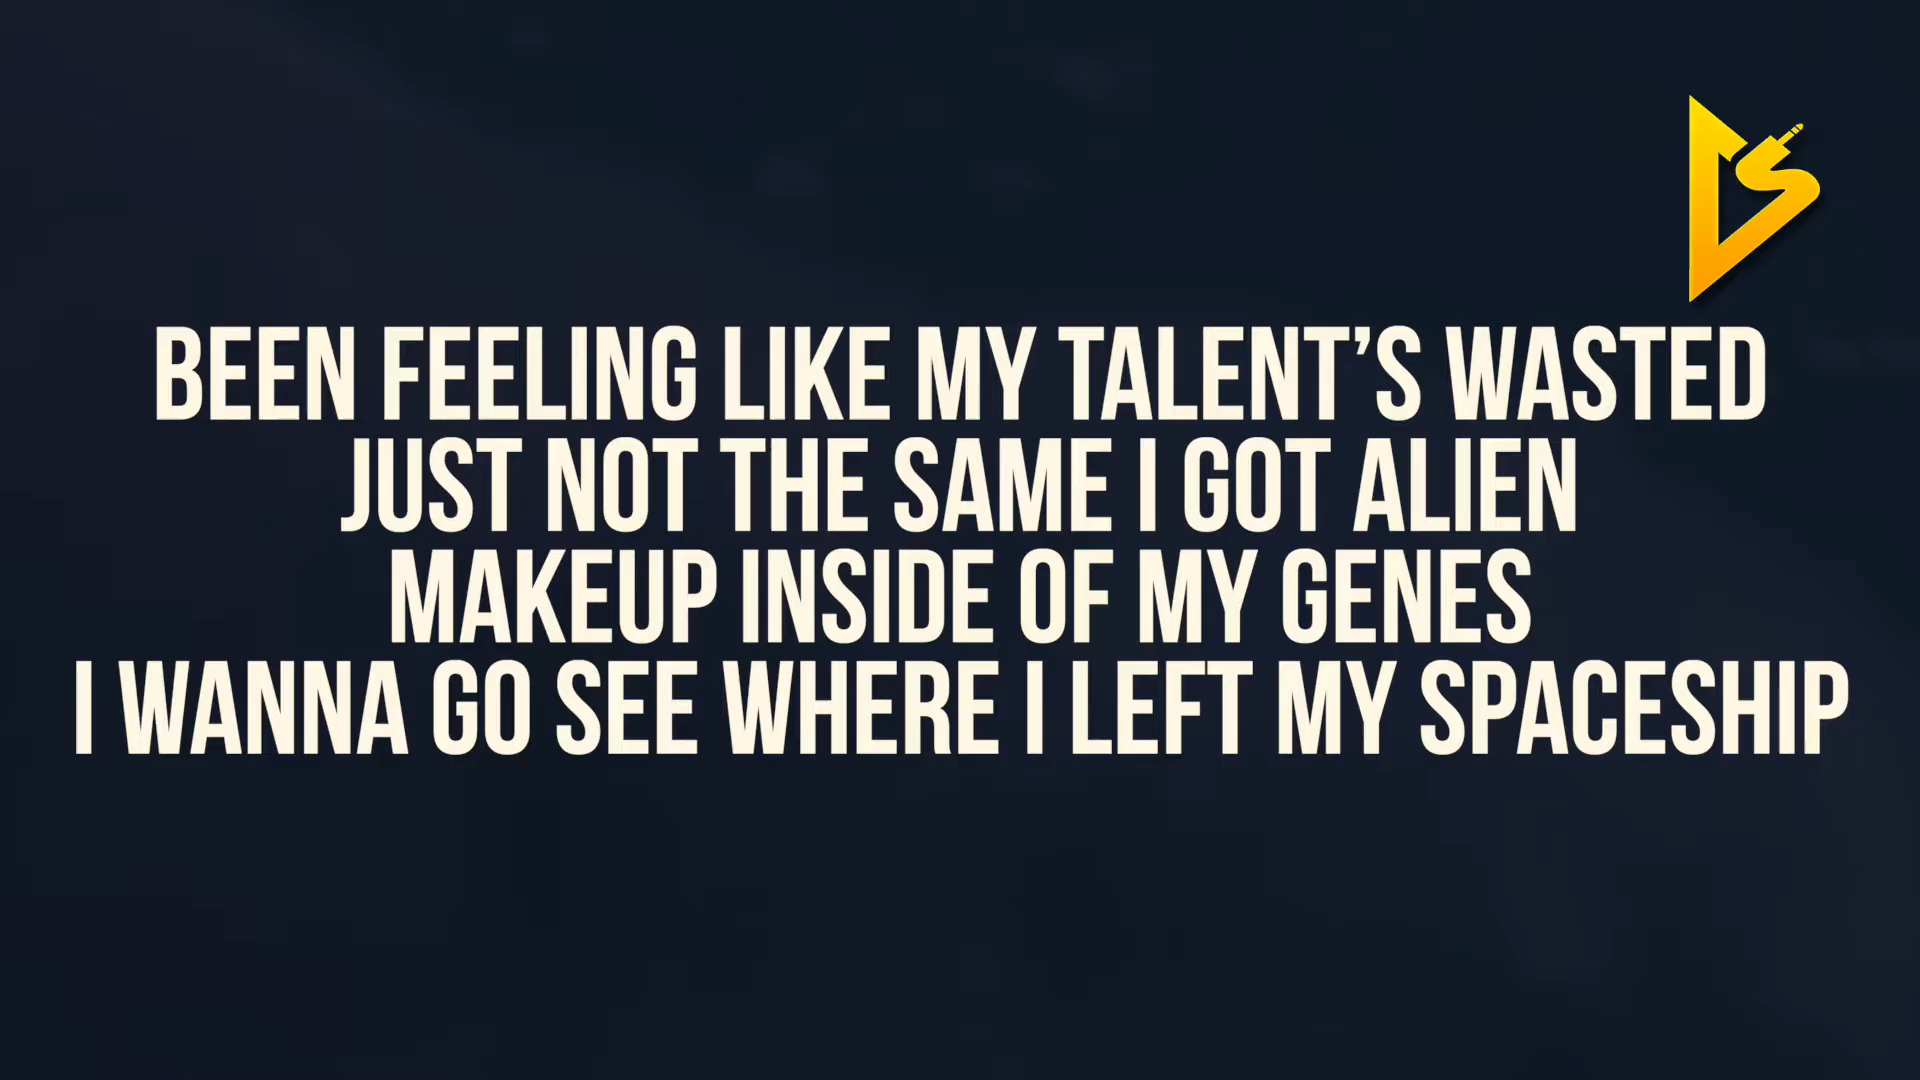 BEEN FEELING LIKE MY TALENT’S WASTED
JUST NOT THE SAME I GOT ALIEN
MAKEUP INSIDE OF MY GENES
I WANNA GO SEE WHERE I LEFT MY SPACESHIP